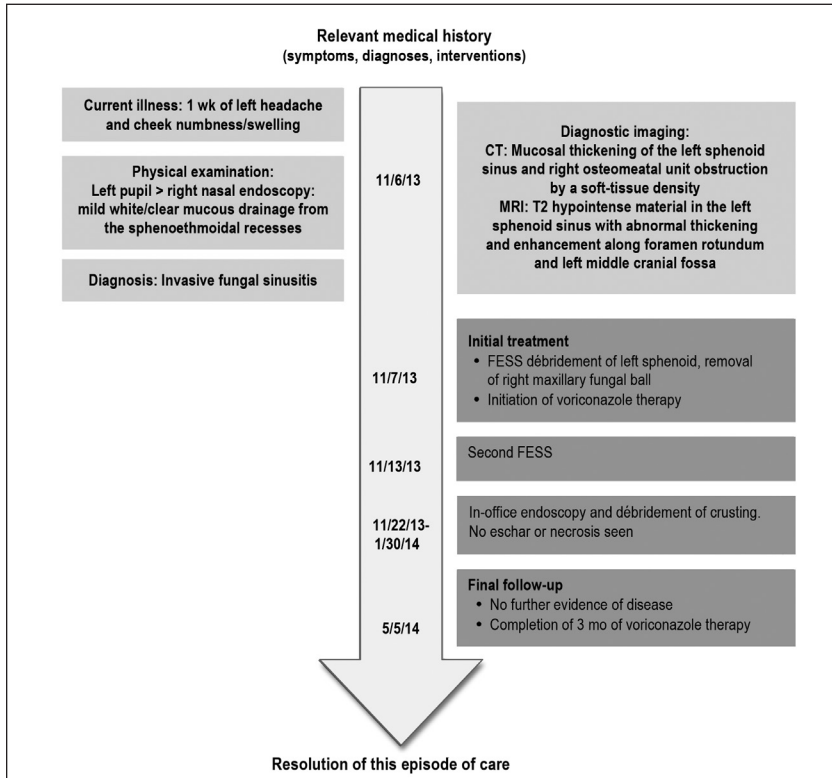 Relevant medical history
(symptoms, diagnoses, interventions)
Current illness: 1 wk of left headache
and cheek numbness/swelling
Physical examination:
Left pupil > right nasal endoscopy:
mild white/clear mucous drainage from
the sphenoethmoidal recesses
Diagnosis: Invasive fungal sinusitis
11/6/13
Diagnostic imaging:
CT: Mucosal thickening of the left sphenoid
sinus and right osteomeatal unit obstruction
by a soft-tissue density
MRI: T2 hypointense material in the left
sphenoid sinus with abnormal thickening
and enhancement along foramen rotundum
and left middle cranial fossa
11/7/13
Initial treatment
• FESS débridement of left sphenoid, removal
of right maxillary fungal ball
• Initiation of voriconazole therapy
11/13/13
Second FESS
11/22/13-
1/30/14
In-office endoscopy and débridement of crusting.
No eschar or necrosis seen
5/5/14
Final follow-up
• No further evidence of disease
• Completion of 3 mo of voriconazole therapy
Resolution of this episode of care